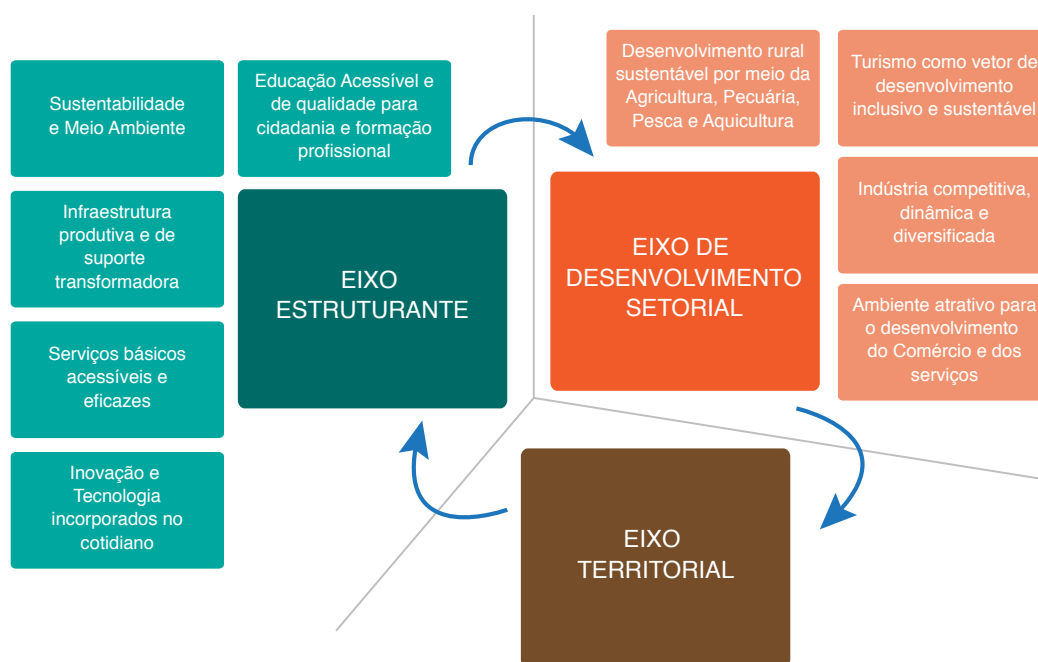 Sustentabilidade
e Meio Ambiente
Educação Acessível e
de qualidade para
cidadania e formação
profissional
Infraestrutura
produtiva e de
suporte
transformadora
Serviços básicos
acessíveis e
eficazes
Inovação e
Tecnologia
incorporados no
cotidiano
EIXO
ESTRUTURANTE
Desenvolvimento rural
sustentável por meio da
Agricultura, Pecuária,
Pesca e Aquicultura
Turismo como vetor de
desenvolvimento
inclusivo e sustentável
Indústria competitiva,
dinâmica e
diversificada
Ambiente atrativo para
o desenvolvimento
do Comércio e dos
serviços
EIXO DE
DESENVOLVIMENTO
SETORIAL
EIXO
TERRITORIAL